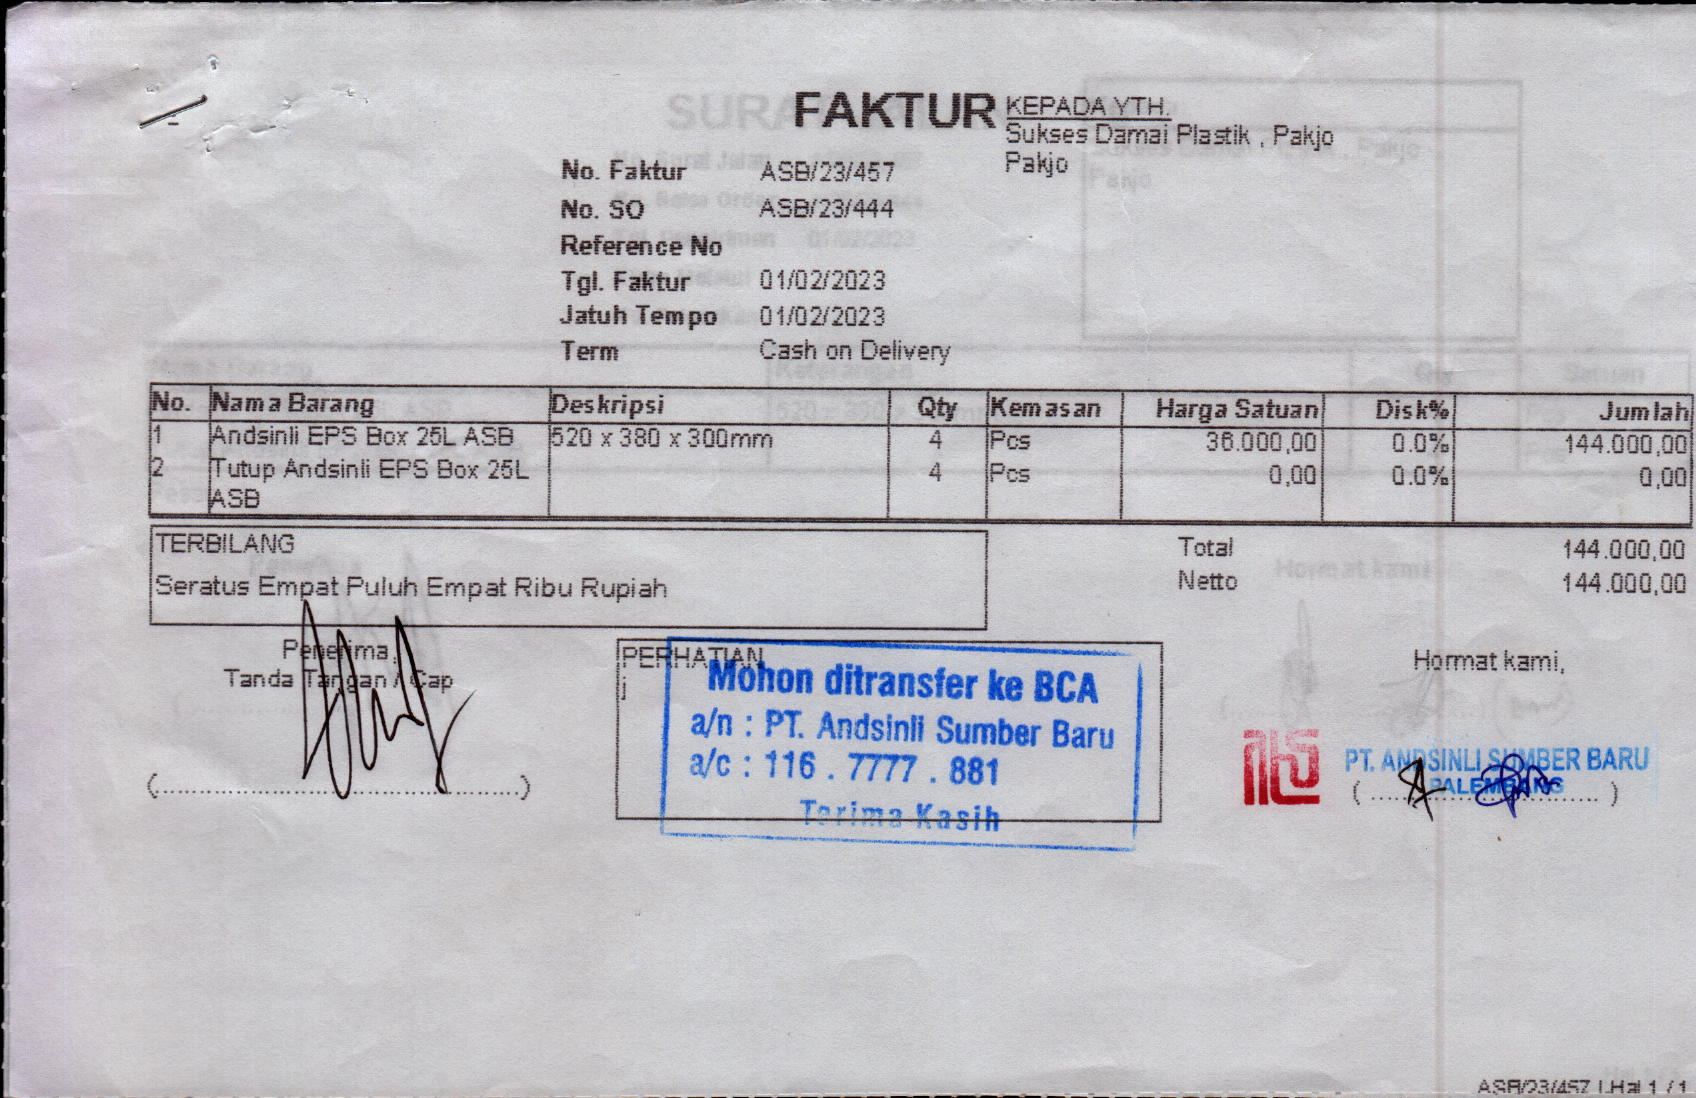 FAKTUR
KEPADA YTH.
Sukses Damai Plastik , Pakjo
Pakjo
No. Faktur ASB/23/457
No. SO ASB/23/444
Reference No
Tgl. Faktur 01/02/2023
Jatuh Tempo 01/02/2023
Term Cash on Delivery
No. Nama Barang Deskripsi Qty Kemasan Harga Satuan Disk% Jumlah
1 Andsinli EPS Box 25L ASB 520 x 380 x 300mm 4 Pcs 36.000,00 0.0% 144.000,00
2 Tutup Andsinli EPS Box 25L 4 Pcs 0,00 0.0% 0,00
ASB
TERBILANG
Seratus Empat Puluh Empat Ribu Rupiah
Total 144.000,00
Netto 144.000,00
Penerima,
Tanda Tangan / Cap
(....................................................)
PERHATIAN
j
Mohon ditransfer ke BCA
a/n : PT. Andsinli Sumber Baru
a/c : 116 . 7777 . 881
Terima Kasih
Hormat kami,
PT. ANDSINLI SUMBER BARU
PALEMBANG
ASB/23/457 | Hal 1 / 1